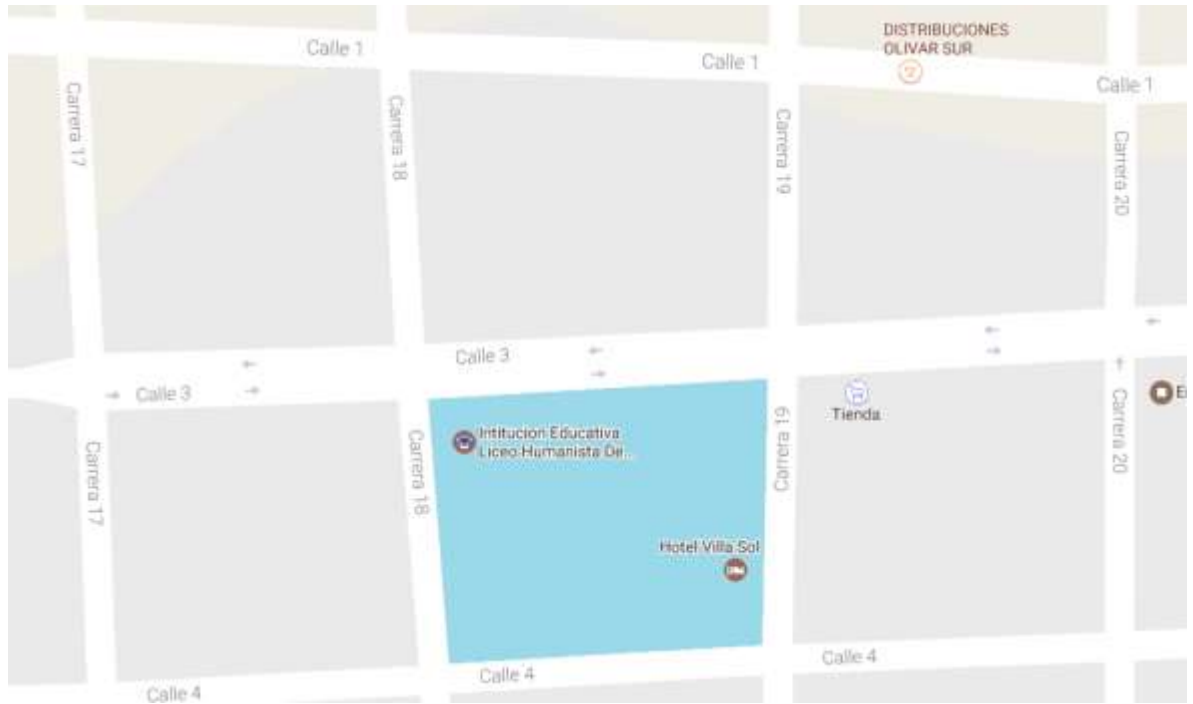 DISTRIBUCIONES
OLIVAR SUR
Calle 1
Calle 1
Calle 1
Carrera 17
Carrera 18
Carrera 19
Carrera 20
Calle 3
Calle 3
Tienda
Intitucion Educativa
Liceo Humanista De...
Carrera 17
Carrera 18
Carrera 19
Carrera 20
Hotel Villa Sol
Calle 4
Calle 4
Calle 4